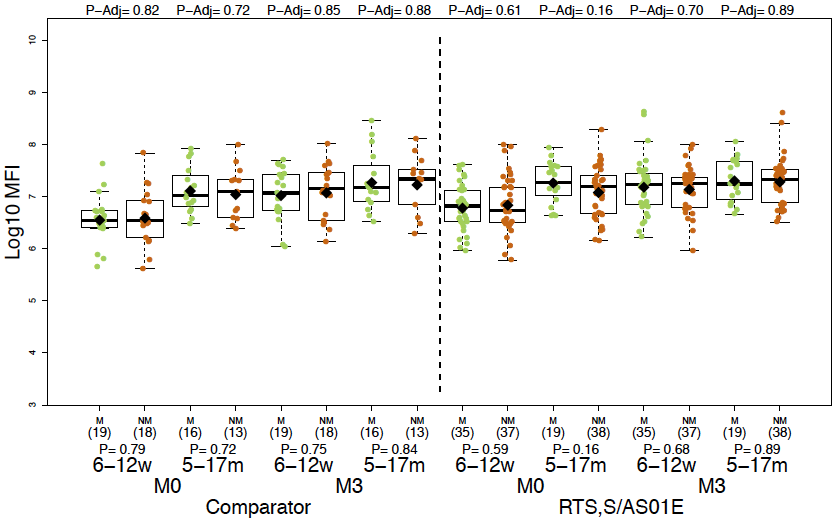 P-Adj= 0.82 P-Adj= 0.72 P-Adj= 0.85 P-Adj= 0.88 P-Adj= 0.61 P-Adj= 0.16 P-Adj= 0.70 P-Adj= 0.89
Log10 MFI
10
9
8
7
6
5
4
3
M NM M NM M NM M NM M NM M NM M NM M NM
(19) (18) (16) (13) (19) (18) (16) (13) (35) (37) (19) (38) (35) (37) (19) (38)
P= 0.79 P= 0.72 P= 0.75 P= 0.84 P= 0.59 P= 0.16 P= 0.68 P= 0.89
6-12w 5-17m 6-12w 5-17m 6-12w 5-17m 6-12w 5-17m
M0 M3 M0 M3
Comparator RTS,S/AS01E